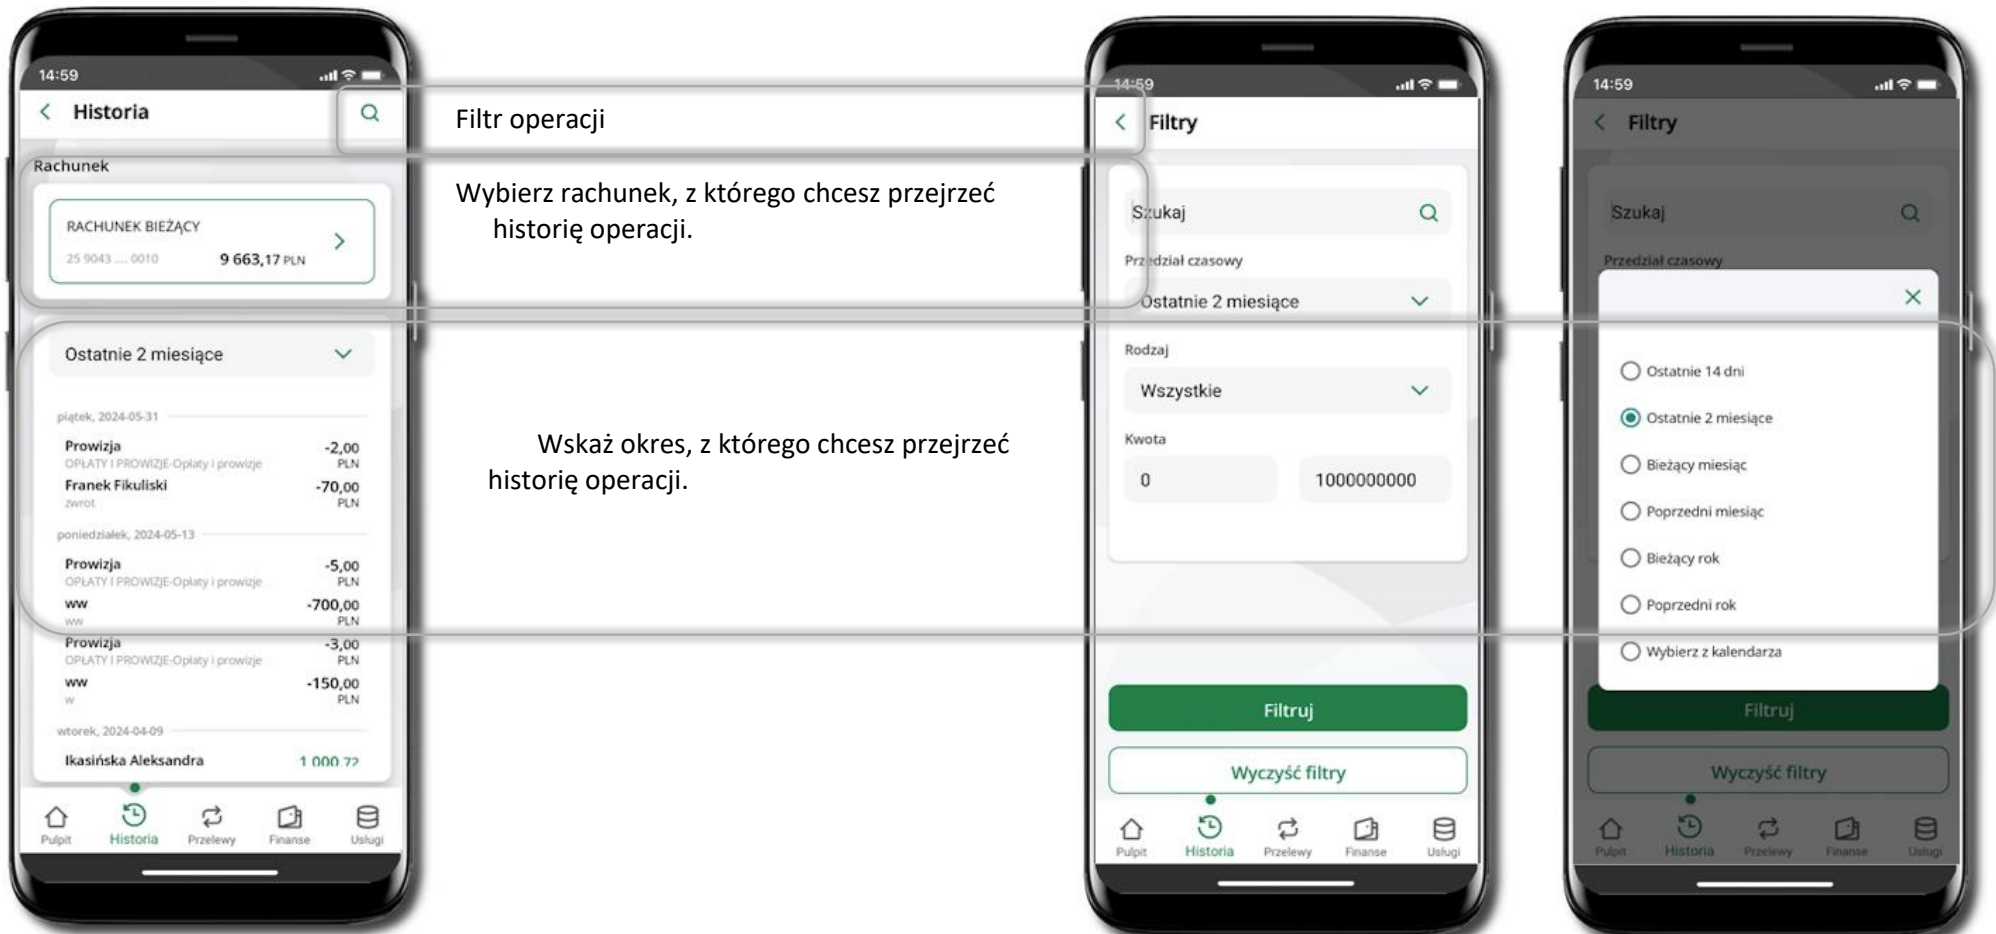 14:59
Historia
Rachunek
RACHUNEK BIEŻĄCY
25 9043 .... 0010 9 663,17 PLN
Ostatnie 2 miesiące
piątek, 2024-05-31
Prowizja -2,00
OPŁATY I PROWIZJE-Opłaty i prowizje PLN
Franek Fikuliski -70,00
zwrot PLN
poniedziałek, 2024-05-13
Prowizja -5,00
OPŁATY I PROWIZJE-Opłaty i prowizje PLN
ww -700,00
ww PLN
Prowizja -3,00
OPŁATY I PROWIZJE-Opłaty i prowizje PLN
ww -150,00
w PLN
wtorek, 2024-04-09
Ikasińska Aleksandra 1 000,72
Pulpit Historia Przelewy Finanse Usługi
Filtr operacji
Wybierz rachunek, z którego chcesz przejrzeć
historię operacji.
Wskaż okres, z którego chcesz przejrzeć
historię operacji.
14:59
Filtry
Szukaj
Przedział czasowy
Ostatnie 2 miesiące
Rodzaj
Wszystkie
Kwota
0 1000000000
Filtruj
Wyczyść filtry
Pulpit Historia Przelewy Finanse Usługi
14:59
Filtry
Szukaj
Przedział czasowy
Ostatnie 14 dni
Ostatnie 2 miesiące
Bieżący miesiąc
Poprzedni miesiąc
Bieżący rok
Poprzedni rok
Wybierz z kalendarza
Filtruj
Wyczyść filtry
Pulpit Historia Przelewy Finanse Usługi